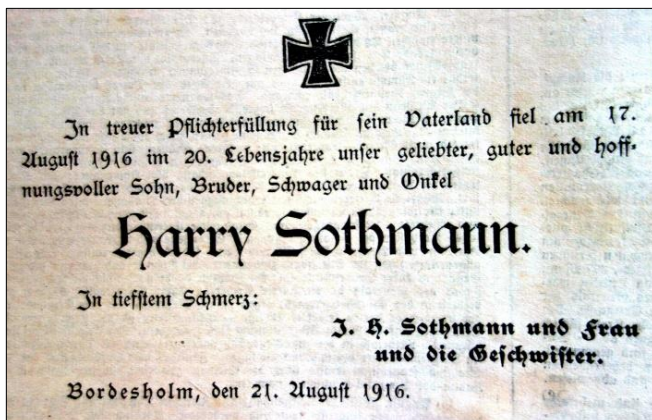 In treuer Pflichterfüllung für sein Vaterland fiel am 17.
August 1916 im 20. Lebensjahre unser geliebter, guter und hoff-
nungsvoller Sohn, Bruder, Schwager und Onkel
Harry Sothmann.
In tiefstem Schmerz:
J. H. Sothmann und Frau
und die Geschwister.
Bordesholm, den 21. August 1916.